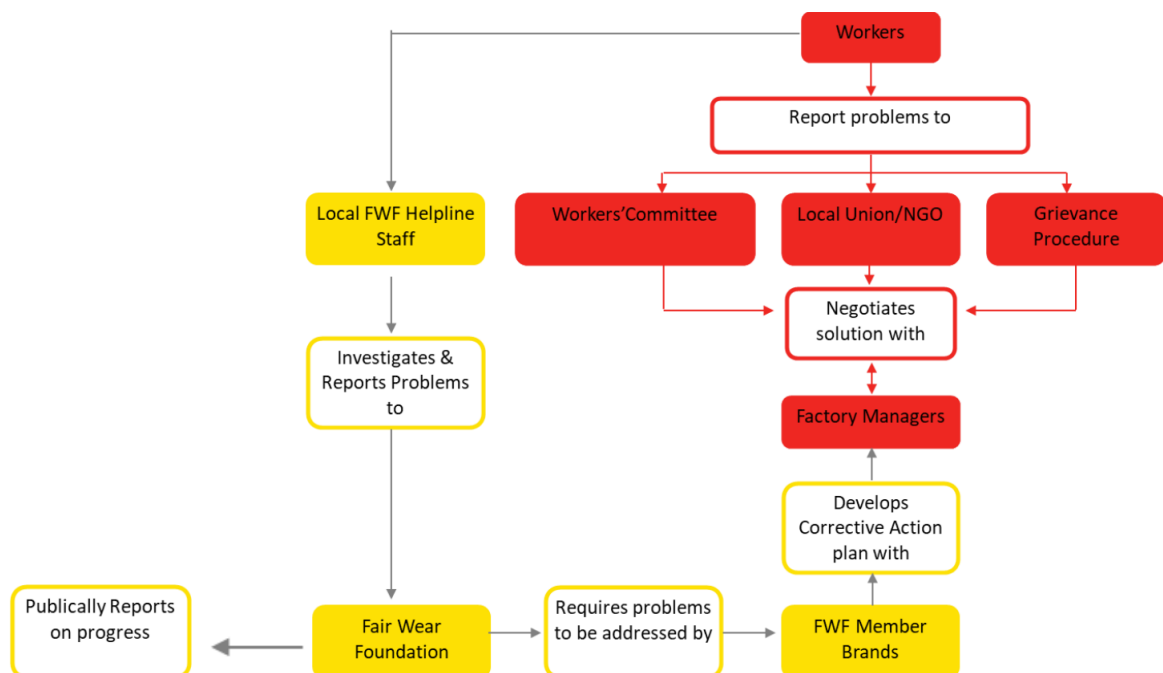 Workers
Report problems to
Local FWF Helpline
Staff
Workers'Committee
Local Union/NGO
Grievance
Procedure
Negotiates
solution with
Investigates &
Reports Problems
to
Factory Managers
Develops
Corrective Action
plan with
Publically Reports
on progress
Fair Wear
Foundation
Requires problems
to be addressed by
FWF Member
Brands